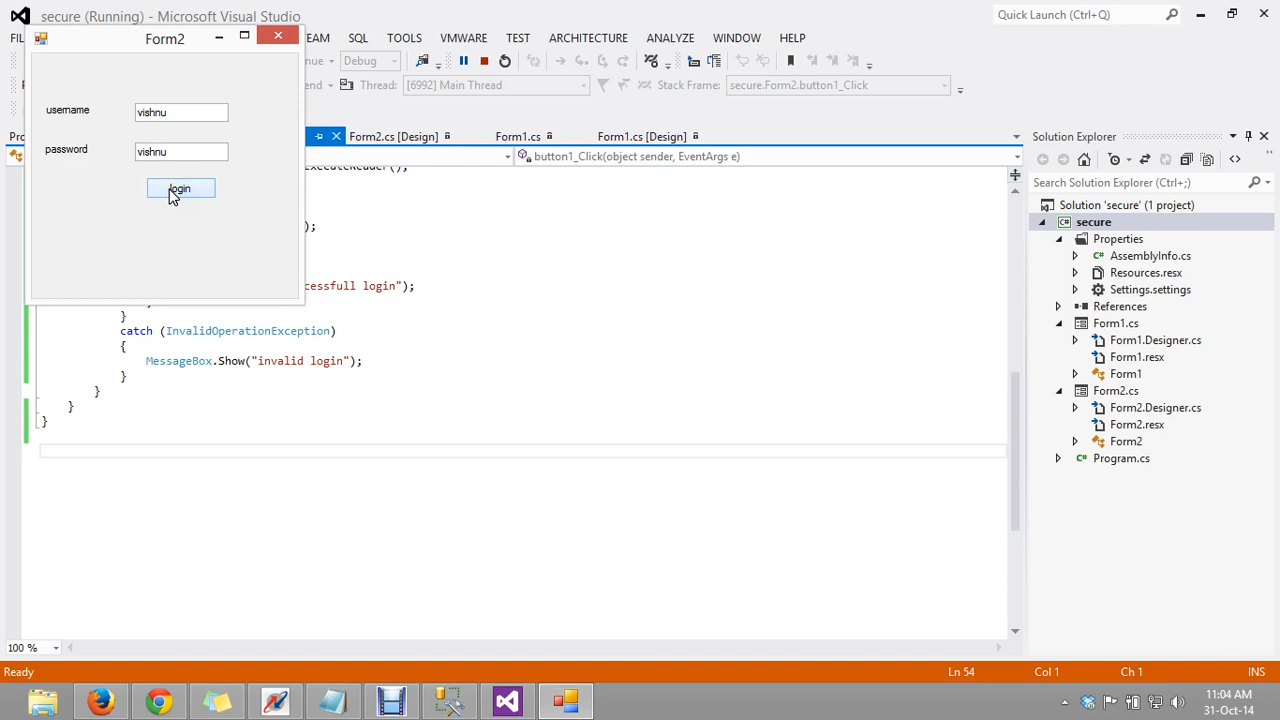 secure (Running) - Microsoft Visual Studio
Quick Launch (Ctrl+Q)
Form2
TEAM SQL TOOLS VMWARE TEST ARCHITECTURE ANALYZE WINDOW HELP
Debug
Thread: [6992] Main Thread Stack Frame: secure.Form2.button1_Click
username vishnu
password vishnu
login
Form2.cs [Design] Form1.cs Form1.cs [Design]
button1_Click(object sender, EventArgs e)
);
cessfull login");
}
catch (InvalidOperationException)
{
MessageBox.Show("invalid login");
}
}
}
}
Solution Explorer
Search Solution Explorer (Ctrl+;)
Solution 'secure' (1 project)
secure
Properties
AssemblyInfo.cs
Resources.resx
Settings.settings
References
Form1.cs
Form1.Designer.cs
Form1.resx
Form1
Form2.cs
Form2.Designer.cs
Form2.resx
Form2
Program.cs
100 %
Ready Ln 54 Col 1 Ch 1 INS
11:04 AM
31-Oct-14